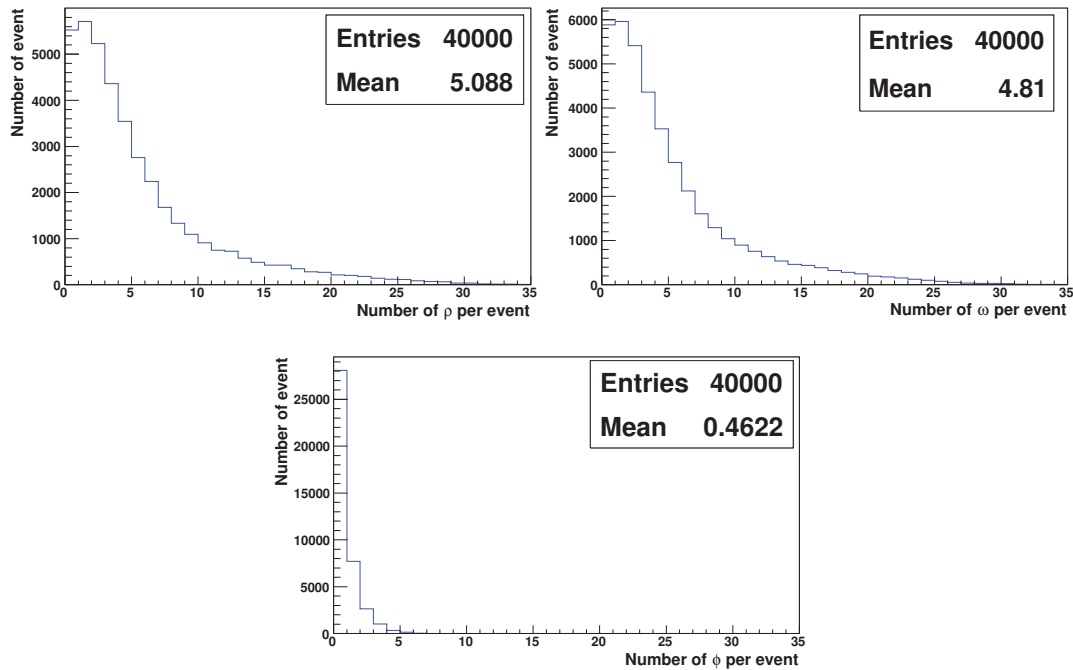 Number of event
5000
4000
3000
2000
1000
0
0 5 10 15 20 25 30 35
Number of ρ per event
Entries 40000
Mean 5.088
Number of event
6000
5000
4000
3000
2000
1000
0
0 5 10 15 20 25 30 35
Number of ω per event
Entries 40000
Mean 4.81
Number of event
25000
20000
15000
10000
5000
0
0 5 10 15 20 25 30 35
Number of ϕ per event
Entries 40000
Mean 0.4622